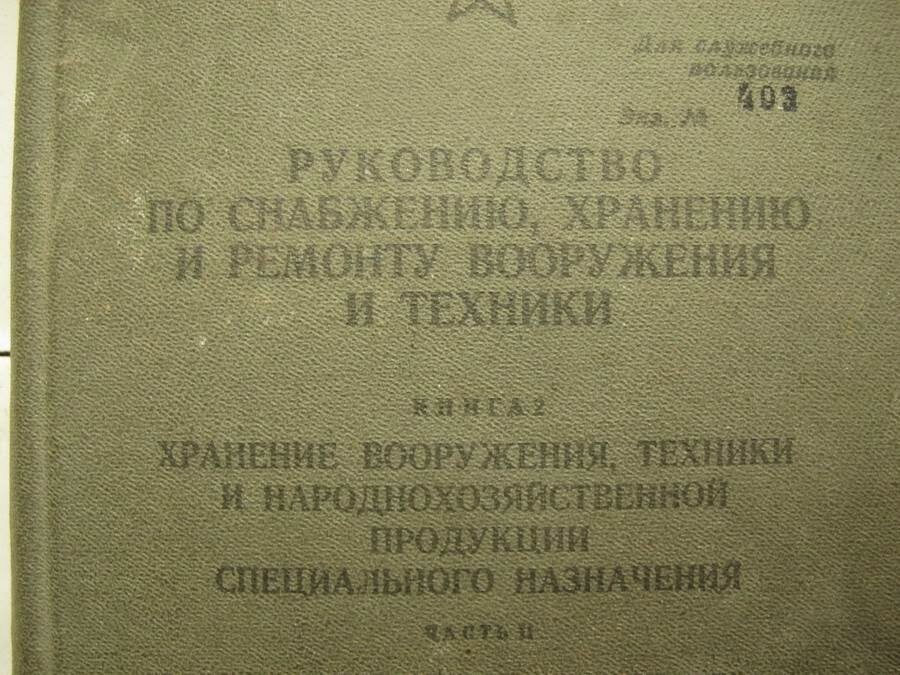 Для служебного
пользования
Экз. № 403
РУКОВОДСТВО
ПО СНАБЖЕНИЮ, ХРАНЕНИЮ
И РЕМОНТУ ВООРУЖЕНИЯ
И ТЕХНИКИ
КНИГА 2
ХРАНЕНИЕ ВООРУЖЕНИЯ, ТЕХНИКИ
И НАРОДНОХОЗЯЙСТВЕННОЙ
ПРОДУКЦИИ
СПЕЦИАЛЬНОГО НАЗНАЧЕНИЯ
ЧАСТЬ II